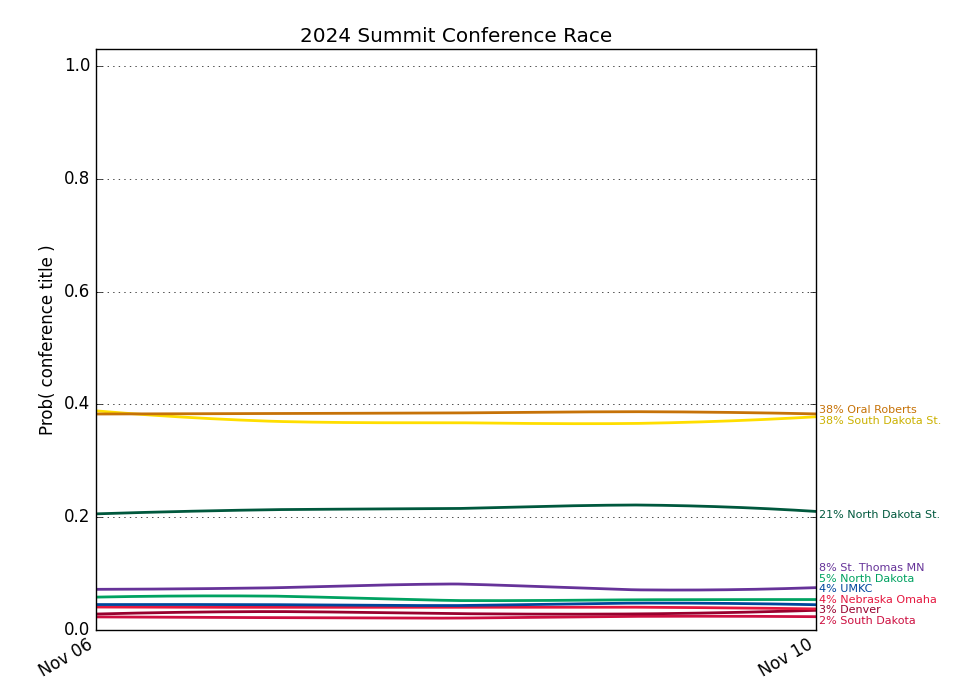 2024 Summit Conference Race
Prob( conference title )
1.0
0.8
0.6
0.4
0.2
0.0
Nov 06
Nov 10
38% Oral Roberts
38% South Dakota St.
21% North Dakota St.
8% St. Thomas MN
5% North Dakota
4% UMKC
4% Nebraska Omaha
3% Denver
2% South Dakota